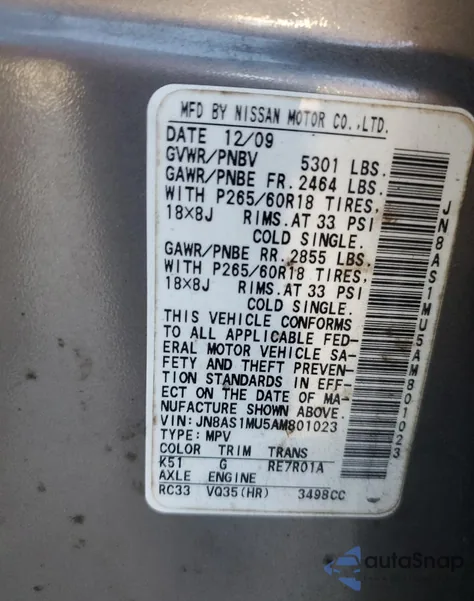 MFD BY NISSAN MOTOR CO.,LTD.
DATE 12/09
GVWR/PNBV 5301 LBS.
GAWR/PNBE FR. 2464 LBS.
WITH P265/60R18 TIRES,
18×8J RIMS.AT 33 PSI
COLD SINGLE.
GAWR/PNBE RR. 2855 LBS.
WITH P265/60R18 TIRES,
18×8J RIMS.AT 33 PSI
COLD SINGLE.
THIS VEHICLE CONFORMS
TO ALL APPLICABLE FED-
ERAL MOTOR VEHICLE SA-
FETY AND THEFT PREVEN-
TION STANDARDS IN EFF-
ECT ON THE DATE OF MA-
NUFACTURE SHOWN ABOVE.
VIN: JN8AS1MU5AM801023
TYPE: MPV
COLOR TRIM TRANS
K51 G RE7R01A
AXLE ENGINE
RC33 VQ35(HR) 3498CC
JN8AS1MU5AM801023
autoSnap